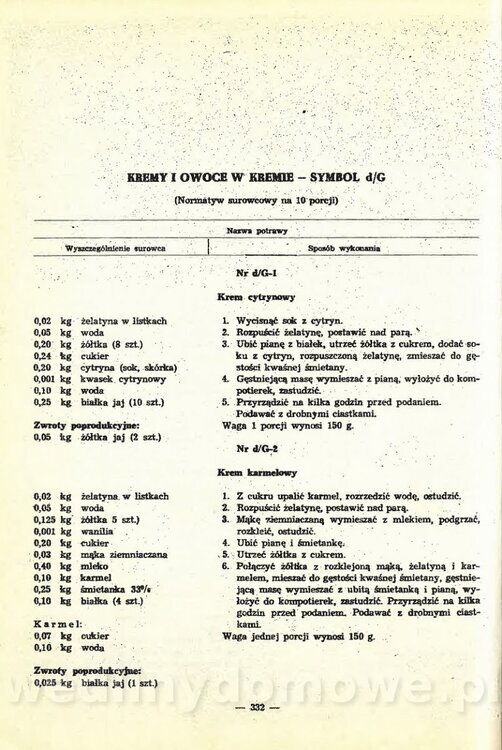 KREMY I OWOCE W KREMIE — SYMBOL d/G
(Normatyw surowcowy na 10 porcji)
Nazwa potrawy
Wyszczególnienie surowca
Sposób wykonania
Nr d/G-1
Krem cytrynowy
0,02 kg żelatyna w listkach
0,05 kg woda
0,20 kg żółtka (8 szt.)
0,24 kg cukier
0,20 kg cytryna (sok, skórka)
0,001 kg kwasek cytrynowy
0,10 kg woda
0,25 kg białka jaj (10 szt.)
Zwroty poprodukcyjne:
0,05 kg żółtka jaj (2 szt.)
1. Wycisnąć sok z cytryn.
2. Rozpuścić żelatynę, postawić nad parą.
3. Ubić pianę z białek, utrzeć żółtka z cukrem, dodać so-
ku z cytryn, rozpuszczoną żelatynę, zmieszać do gę-
stości kwaśnej śmietany.
4. Gęstniejącą masę wymieszać z pianą, wyłożyć do kom-
potierek, zastudzić.
5. Przyrządzić na kilka godzin przed podaniem.
Podawać z drobnymi ciastkami.
Waga 1 porcji wynosi 150 g.
Nr d/G-2
Krem karmelowy
0,02 kg żelatyna w listkach
0,05 kg woda
0,125 kg żółtka 5 szt.)
0,001 kg wanilia
0,20 kg cukier
0,03 kg mąka ziemniaczana
0,40 kg mleko
0,10 kg karmel
0,25 kg śmietanka 33%
0,10 kg białka (4 szt.)
Karmel:
0,07 kg cukier
0,10 kg woda
Zwroty poprodukcyjne:
0,025 kg białka jaj (1 szt.)
1. Z cukru upalić karmel, rozrzedzić wodę, ostudzić.
2. Rozpuścić żelatynę, postawić nad parą.
3. Mąkę ziemniaczaną wymieszać z mlekiem, podgrzać,
rozkleić, ostudzić.
4. Ubić pianę i śmietankę.
5. Utrzeć żółtka z cukrem.
6. Połączyć żółtka z rozklejoną mąką, żelatyną i kar-
melem, mieszać do gęstości kwaśnej śmietany, gęstnie-
jącą masę wymieszać z ubitą śmietanką i pianą, wy-
łożyć do kompotierek, zastudzić. Przyrządzić na kilka
godzin przed podaniem. Podawać z drobnymi ciast-
kami.
Waga jednej porcji wynosi 150 g.
wedlinydomowe.pl
— 332 —